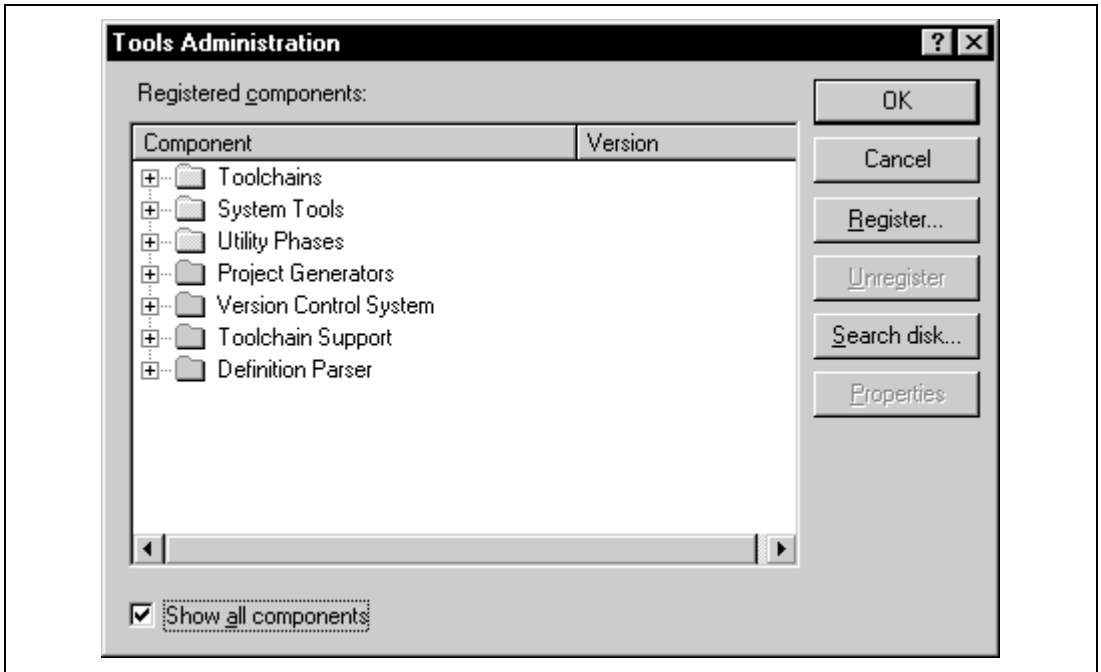 Tools Administration
Registered components:
Component Version
Toolchains
System Tools
Utility Phases
Project Generators
Version Control System
Toolchain Support
Definition Parser
Show all components
OK
Cancel
Register...
Unregister
Search disk...
Properties